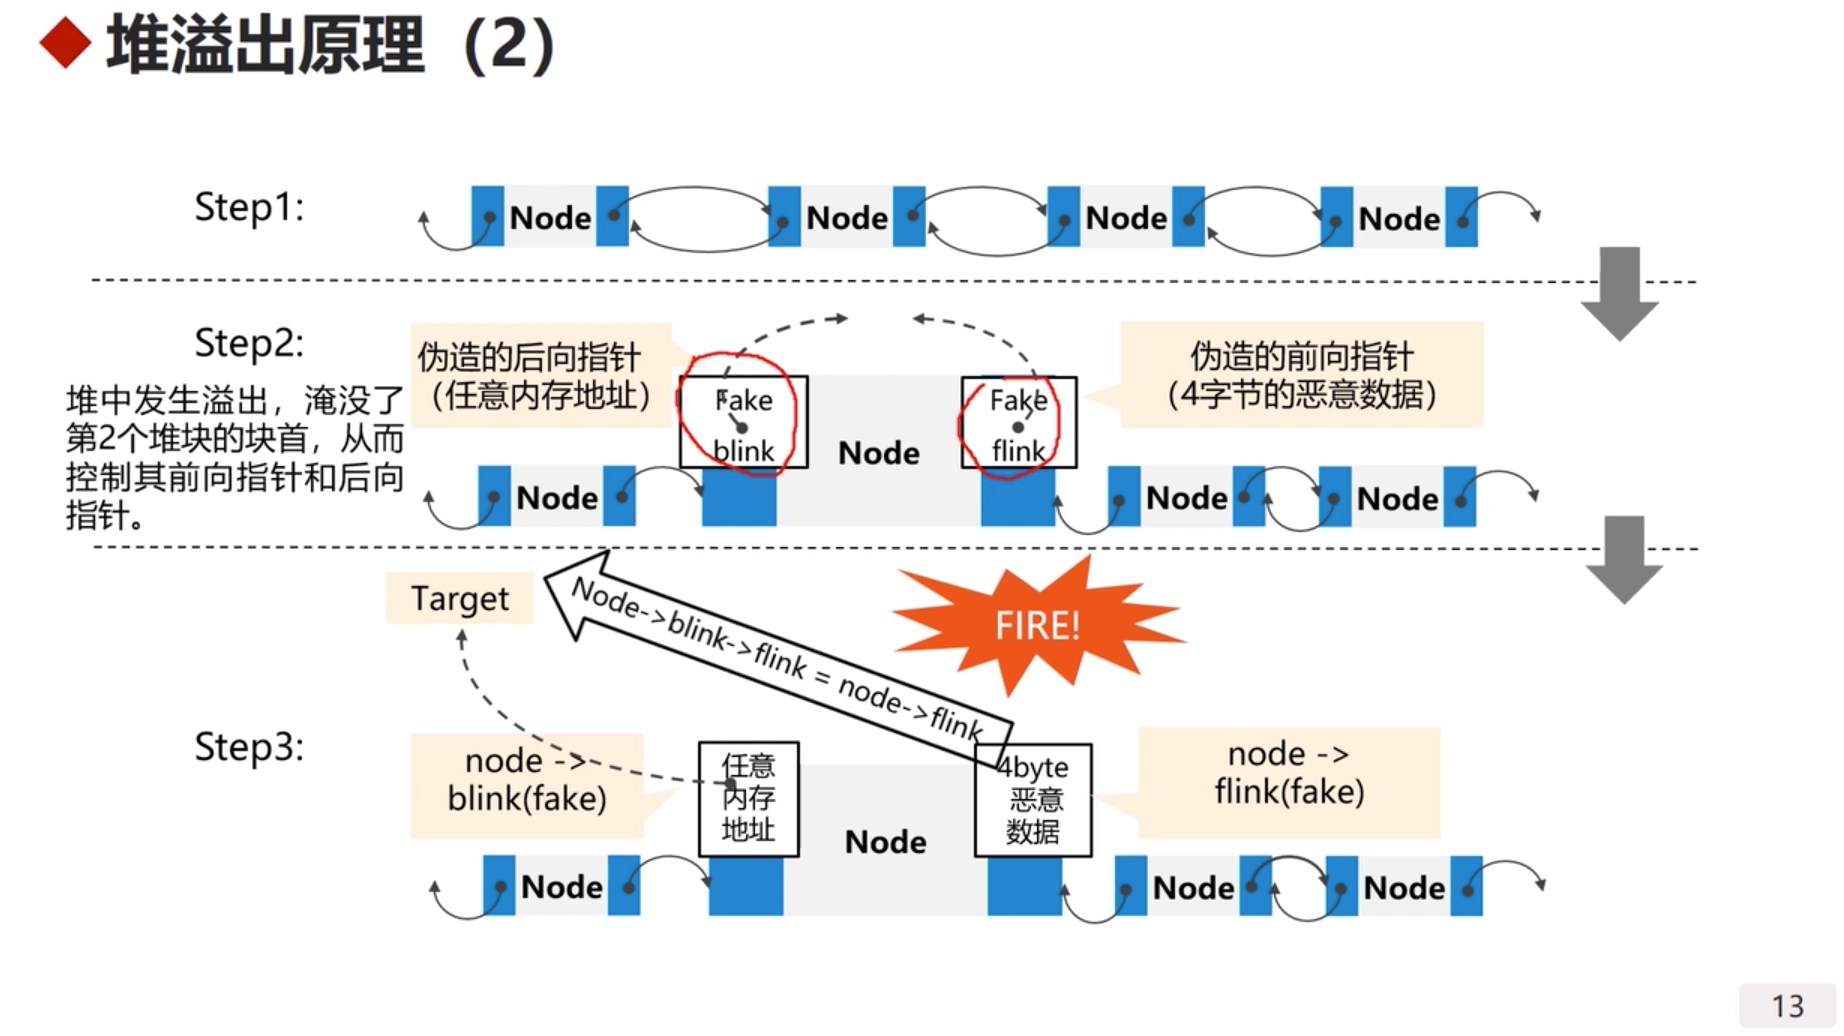 堆溢出原理（2）
Step1:
Node
Node
Node
Node
Step2:
伪造的后向指针
（任意内存地址）
Fake
blink
Node
Fake
flink
伪造的前向指针
（4字节的恶意数据）
堆中发生溢出，淹没了
第2个堆块的块首，从而
控制其前向指针和后向
指针。
Node
Node
Node
Target
Node->blink->flink = node->flink
FIRE!
Step3:
node ->
blink(fake)
任意
内存
地址
Node
4byte
恶意
数据
node ->
flink(fake)
Node
Node
Node
13